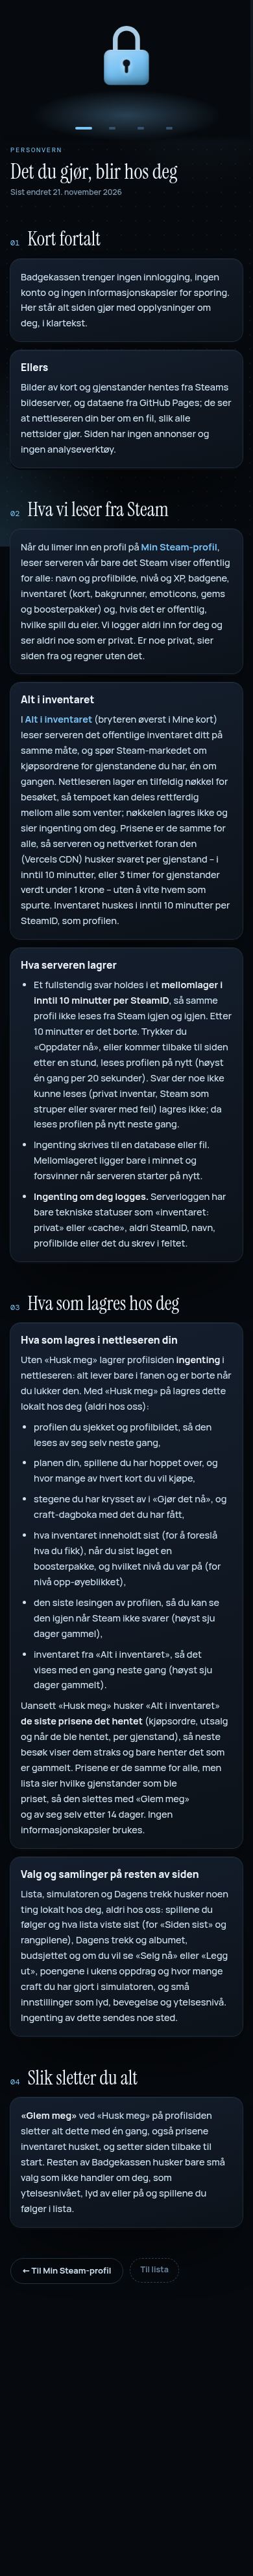 PERSONVERN
Det du gjør, blir hos deg
Sist endret 21. november 2026
01 Kort fortalt
Badgekassen trenger ingen innlogging, ingen
konto og ingen informasjonskapsler for sporing.
Her står alt siden gjør med opplysninger om
deg, i klartekst.
Ellers
Bilder av kort og gjenstander hentes fra Steams
bildeserver, og dataene fra GitHub Pages; de ser
at nettleseren din ber om en fil, slik alle
nettsider gjør. Siden har ingen annonser og
ingen analyseverktøy.
02 Hva vi leser fra Steam
Når du limer inn en profil på Min Steam-profil,
leser serveren vår bare det Steam viser offentlig
for alle: navn og profilbilde, nivå og XP, badgene,
inventaret (kort, bakgrunner, emoticons, gems
og boosterpakker) og, hvis det er offentlig,
hvilke spill du eier. Vi logger aldri inn for deg og
ser aldri noe som er privat. Er noe privat, sier
siden fra og regner uten det.
Alt i inventaret
I Alt i inventaret (bryteren øverst i Mine kort)
leser serveren det offentlige inventaret ditt på
samme måte, og spør Steam-markedet om
kjøpsordrene for gjenstandene du har, én om
gangen. Nettleseren lager en tilfeldig nøkkel for
besøket, så tempoet kan deles rettferdig
mellom alle som venter; nøkkelen lagres ikke og
sier ingenting om deg. Prisene er de samme for
alle, så serveren og nettverket foran den
(Vercels CDN) husker svaret per gjenstand – i
inntil 10 minutter, eller 3 timer for gjenstander
verdt under 1 krone – uten å vite hvem som
spurte. Inventaret huskes i inntil 10 minutter per
SteamID, som profilen.
Hva serveren lagrer
• Et fullstendig svar holdes i et mellomlager i
inntil 10 minutter per SteamID, så samme
profil ikke leses fra Steam igjen og igjen. Etter
10 minutter er det borte. Trykker du
«Oppdater nå», eller kommer tilbake til siden
etter en stund, leses profilen på nytt (høyst
én gang per 20 sekunder). Svar der noe ikke
kunne leses (privat inventar, Steam som
struper eller svarer med feil) lagres ikke; da
leses profilen på nytt neste gang.
• Ingenting skrives til en database eller fil.
Mellomlageret ligger bare i minnet og
forsvinner når serveren starter på nytt.
• Ingenting om deg logges. Serverloggen har
bare tekniske statuser som «inventaret:
privat» eller «cache», aldri SteamID, navn,
profilbilde eller det du skrev i feltet.
03 Hva som lagres hos deg
Hva som lagres i nettleseren din
Uten «Husk meg» lagrer profilsiden ingenting i
nettleseren: alt lever bare i fanen og er borte når
du lukker den. Med «Husk meg» på lagres dette
lokalt hos deg (aldri hos oss):
• profilen du sjekket og profilbildet, så den
leses av seg selv neste gang,
• planen din, spillene du har hoppet over, og
hvor mange av hvert kort du vil kjøpe,
• stegene du har krysset av i «Gjør det nå», og
craft-dagboka med det du har fått,
• hva inventaret inneholdt sist (for å foreslå
hva du fikk), når du sist laget en
boosterpakke, og hvilket nivå du var på (for
nivå opp-øyeblikket),
• den siste lesingen av profilen, så du kan se
den igjen når Steam ikke svarer (høyst sju
dager gammel),
• inventaret fra «Alt i inventaret», så det
vises med en gang neste gang (høyst sju
dager gammelt).
Uansett «Husk meg» husker «Alt i inventaret»
de siste prisene det hentet (kjøpsordre, utsalg
og når de ble hentet, per gjenstand), så neste
besøk viser dem straks og bare henter det som
er gammelt. Prisene er de samme for alle, men
lista sier hvilke gjenstander som ble
priset, så den slettes med «Glem meg»
og av seg selv etter 14 dager. Ingen
informasjonskapsler brukes.
Valg og samlinger på resten av siden
Lista, simulatoren og Dagens trekk husker noen
ting lokalt hos deg, aldri hos oss: spillene du
følger og hva lista viste sist (for «Siden sist» og
rangpilene), Dagens trekk og albumet,
budsjettet og om du vil se «Selg nå» eller «Legg
ut», poengene i ukens oppdrag og hvor mange
craft du har gjort i simulatoren, og små
innstillinger som lyd, bevegelse og ytelsesnivå.
Ingenting av dette sendes noe sted.
04 Slik sletter du alt
«Glem meg» ved «Husk meg» på profilsiden
sletter alt dette med én gang, også prisene
inventaret husket, og setter siden tilbake til
start. Resten av Badgekassen husker bare små
valg som ikke handler om deg, som
ytelsesnivået, lyd av eller på og spillene du
følger i lista.
← Til Min Steam-profil
Til lista